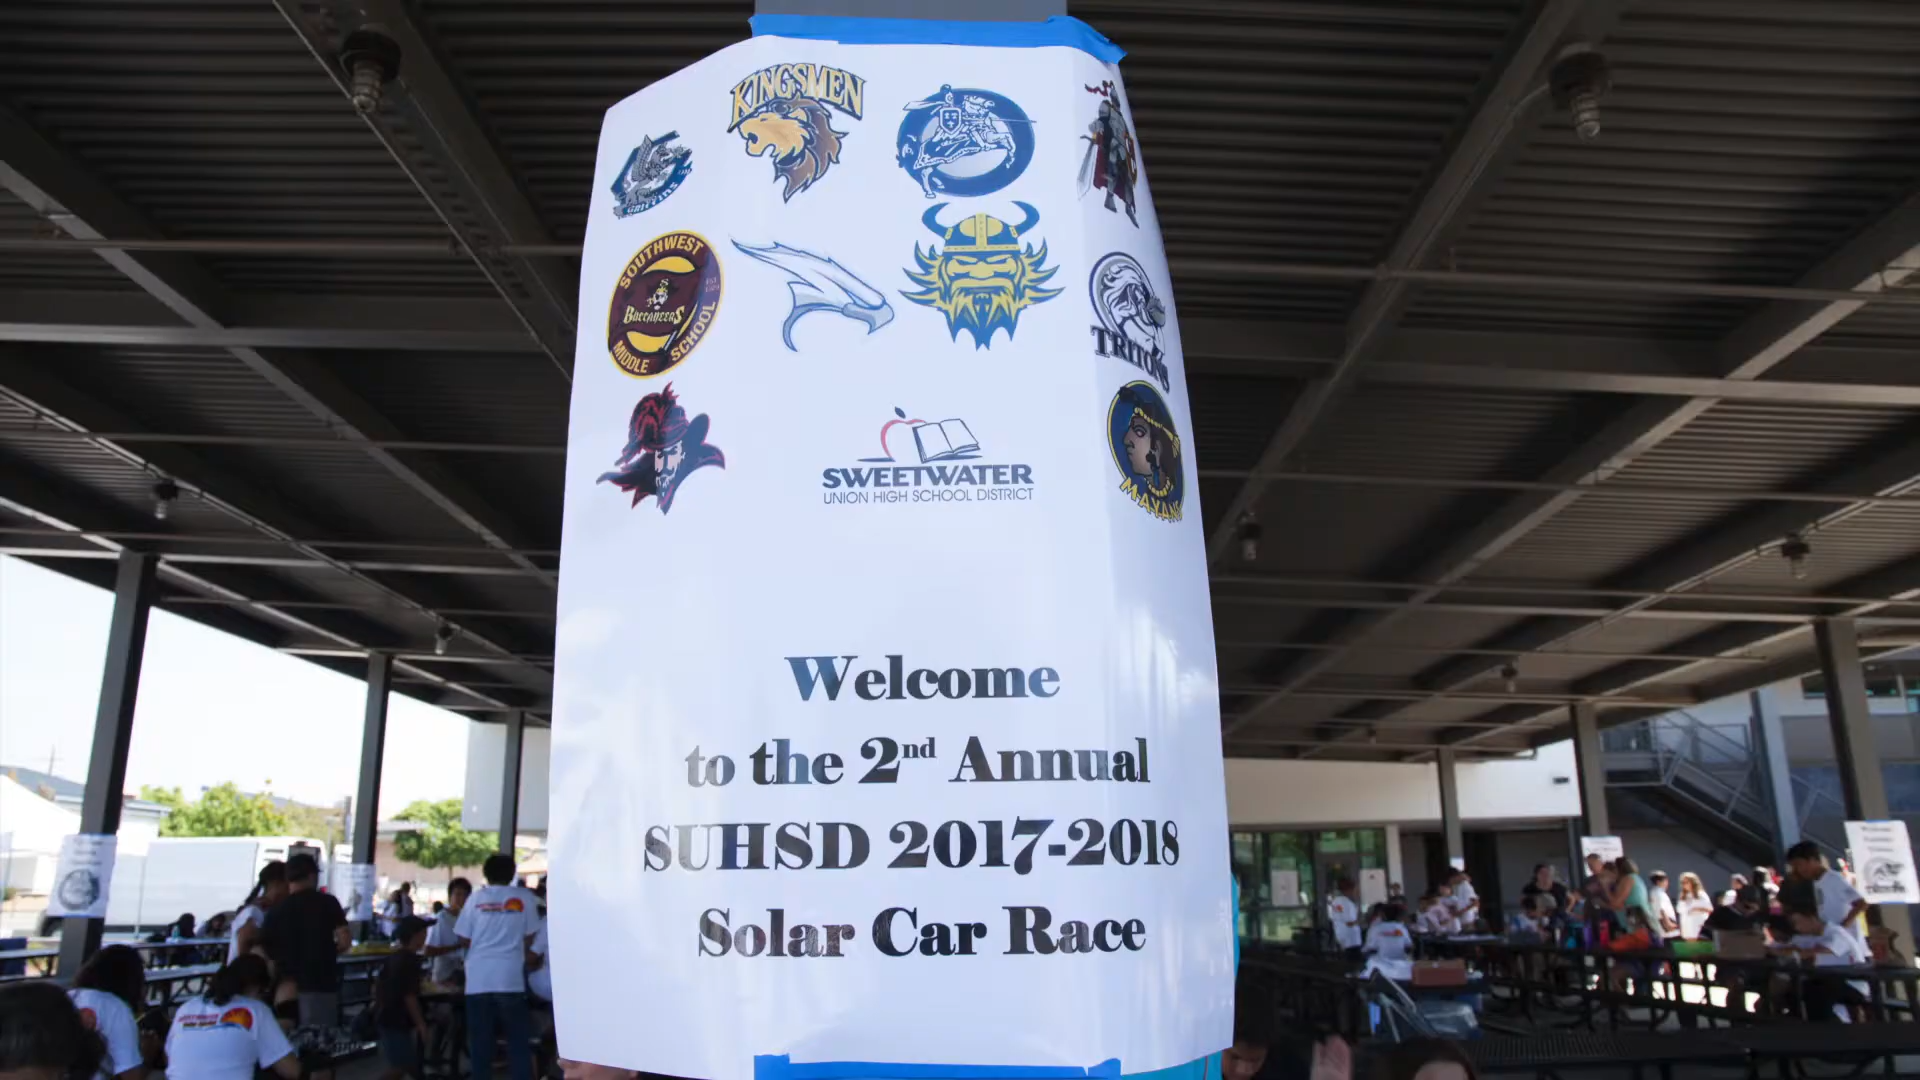 KINGSMEN
GRIFFINS
SOUTHWEST
BUCCANEERS
MIDDLE SCHOOL
TRITONS
SWEETWATER
UNION HIGH SCHOOL DISTRICT
MAYANS
Welcome
to the 2nd Annual
SUHSD 2017-2018
Solar Car Race